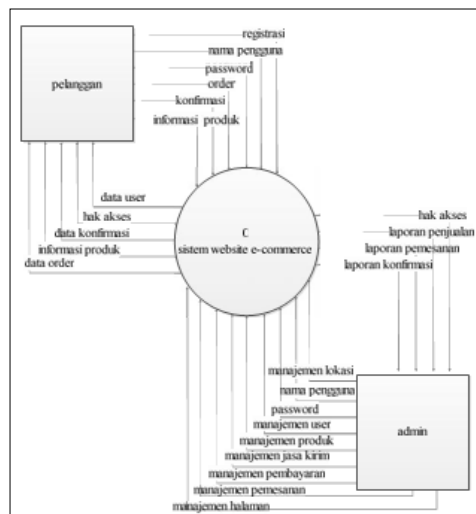 registrasi
nama pengguna
password
order
konfirmasi
informasi produk
pelanggan
data user
hak akses
data konfirmasi
informasi produk
data order
C
sistem website e-commerce
hak akses
laporan penjualan
laporan pemesanan
laporan konfirmasi
manajemen lokasi
nama pengguna
password
manajemen user
manajemen produk
manajemen jasa kirim
manajemen pembayaran
manajemen pemesanan
manajemen halaman
admin